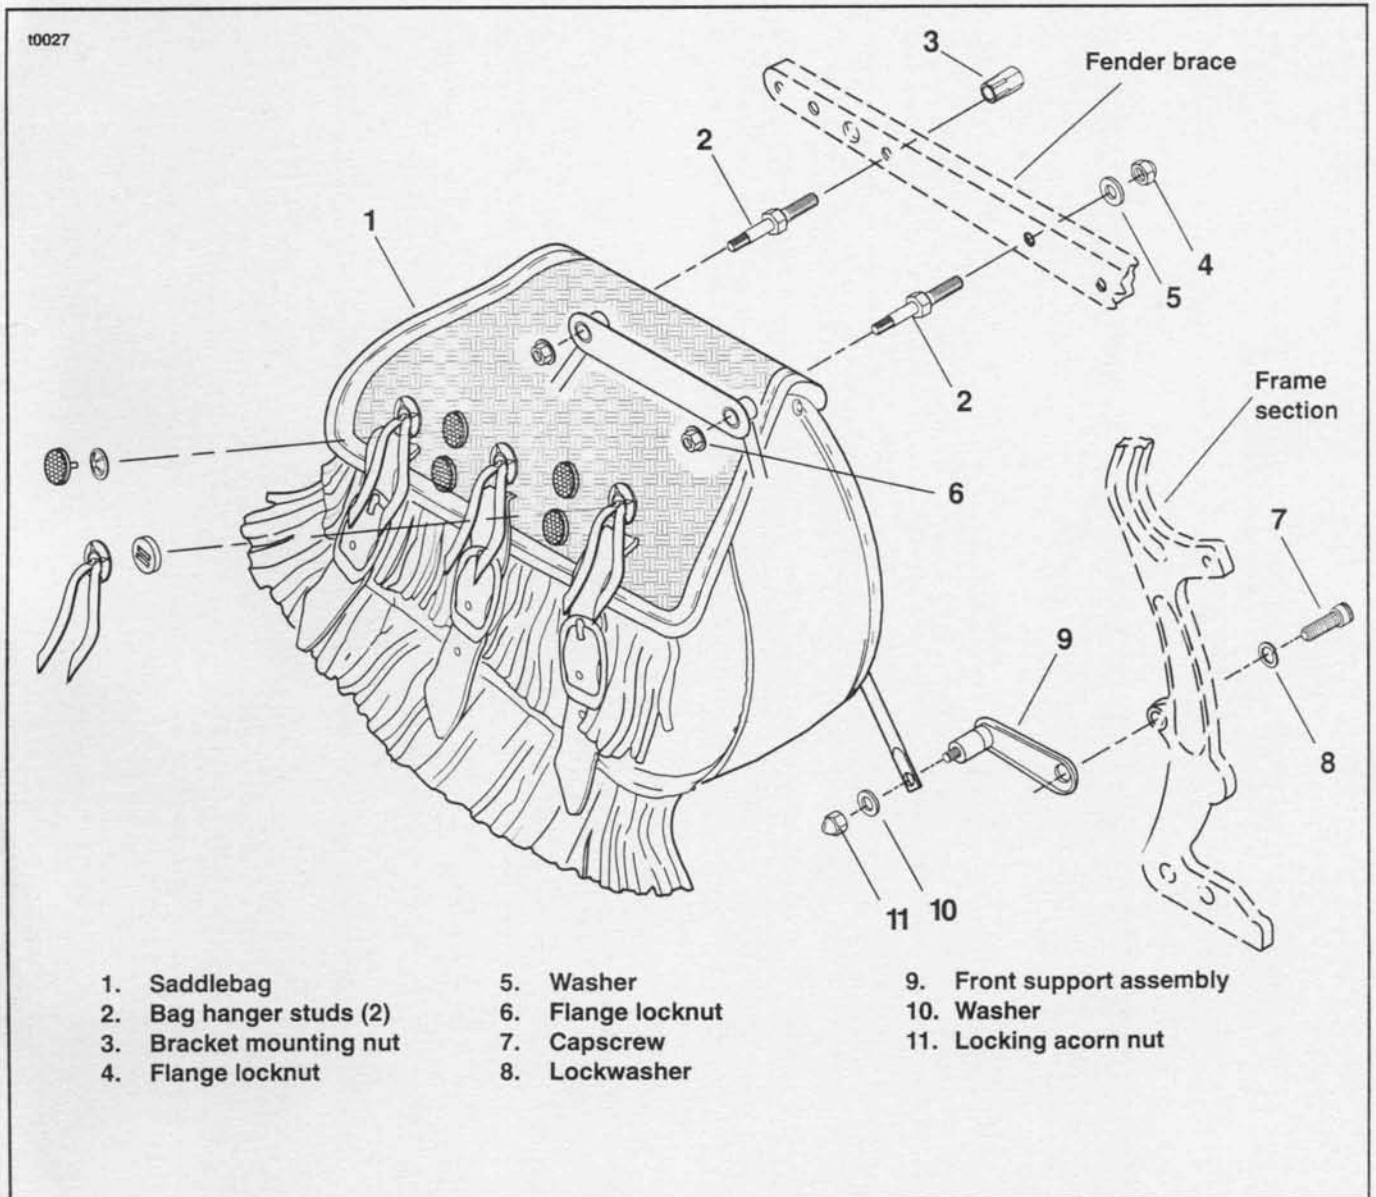 t0027
3
Fender brace
2
1
4
5
2
Frame
section
6
7
9
8
10
11
1. Saddlebag
2. Bag hanger studs (2)
3. Bracket mounting nut
4. Flange locknut
5. Washer
6. Flange locknut
7. Capscrew
8. Lockwasher
9. Front support assembly
10. Washer
11. Locking acorn nut